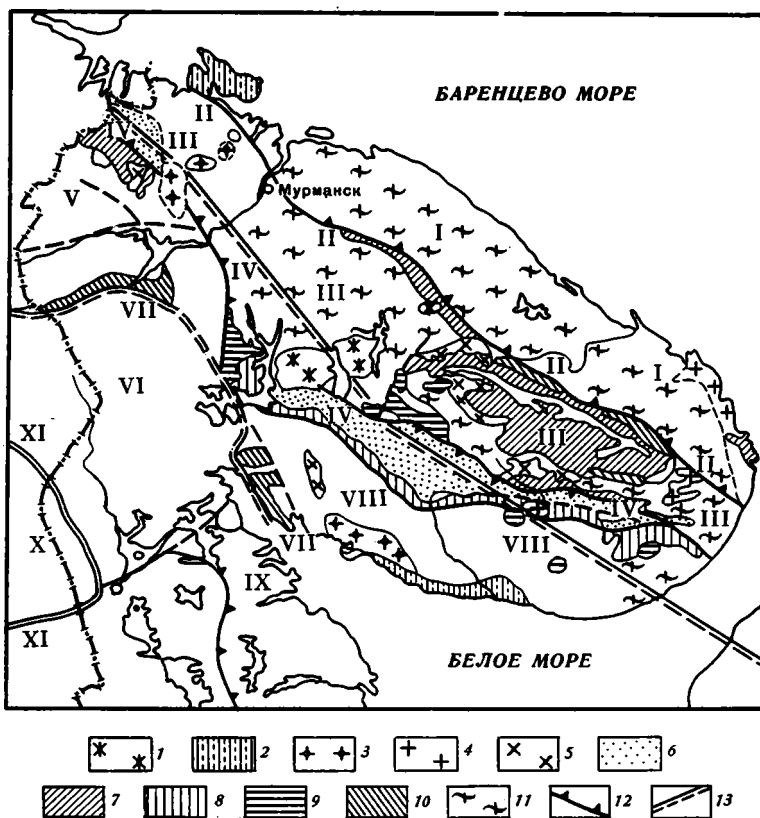 БАРЕНЦЕВО МОРЕ
II
III
IV
I
V
Мурманск
II
I
IV
III
VII
VI
II
I
XI
IV
III
II
X
VIII
IV
III
VII
VIII
IX
XI
БЕЛОЕ МОРЕ
1 2 3 4 5 6
7 8 9 10 11 12 13